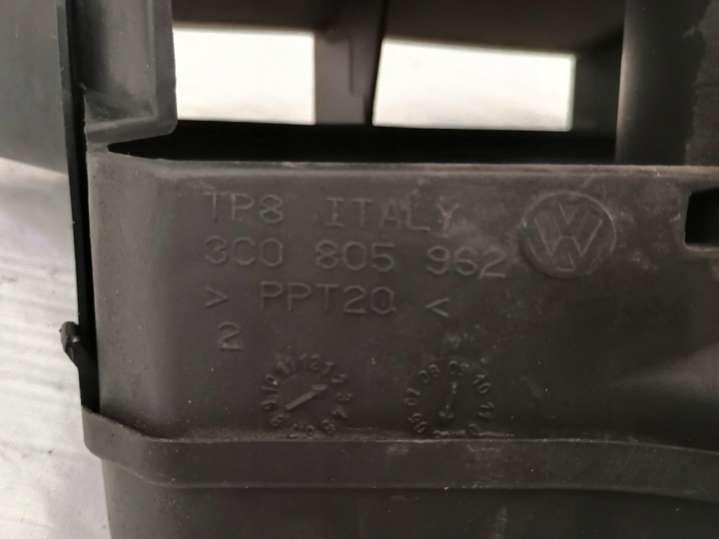 TP8 ITALY
3C0 805 962
> PPT20 <
2